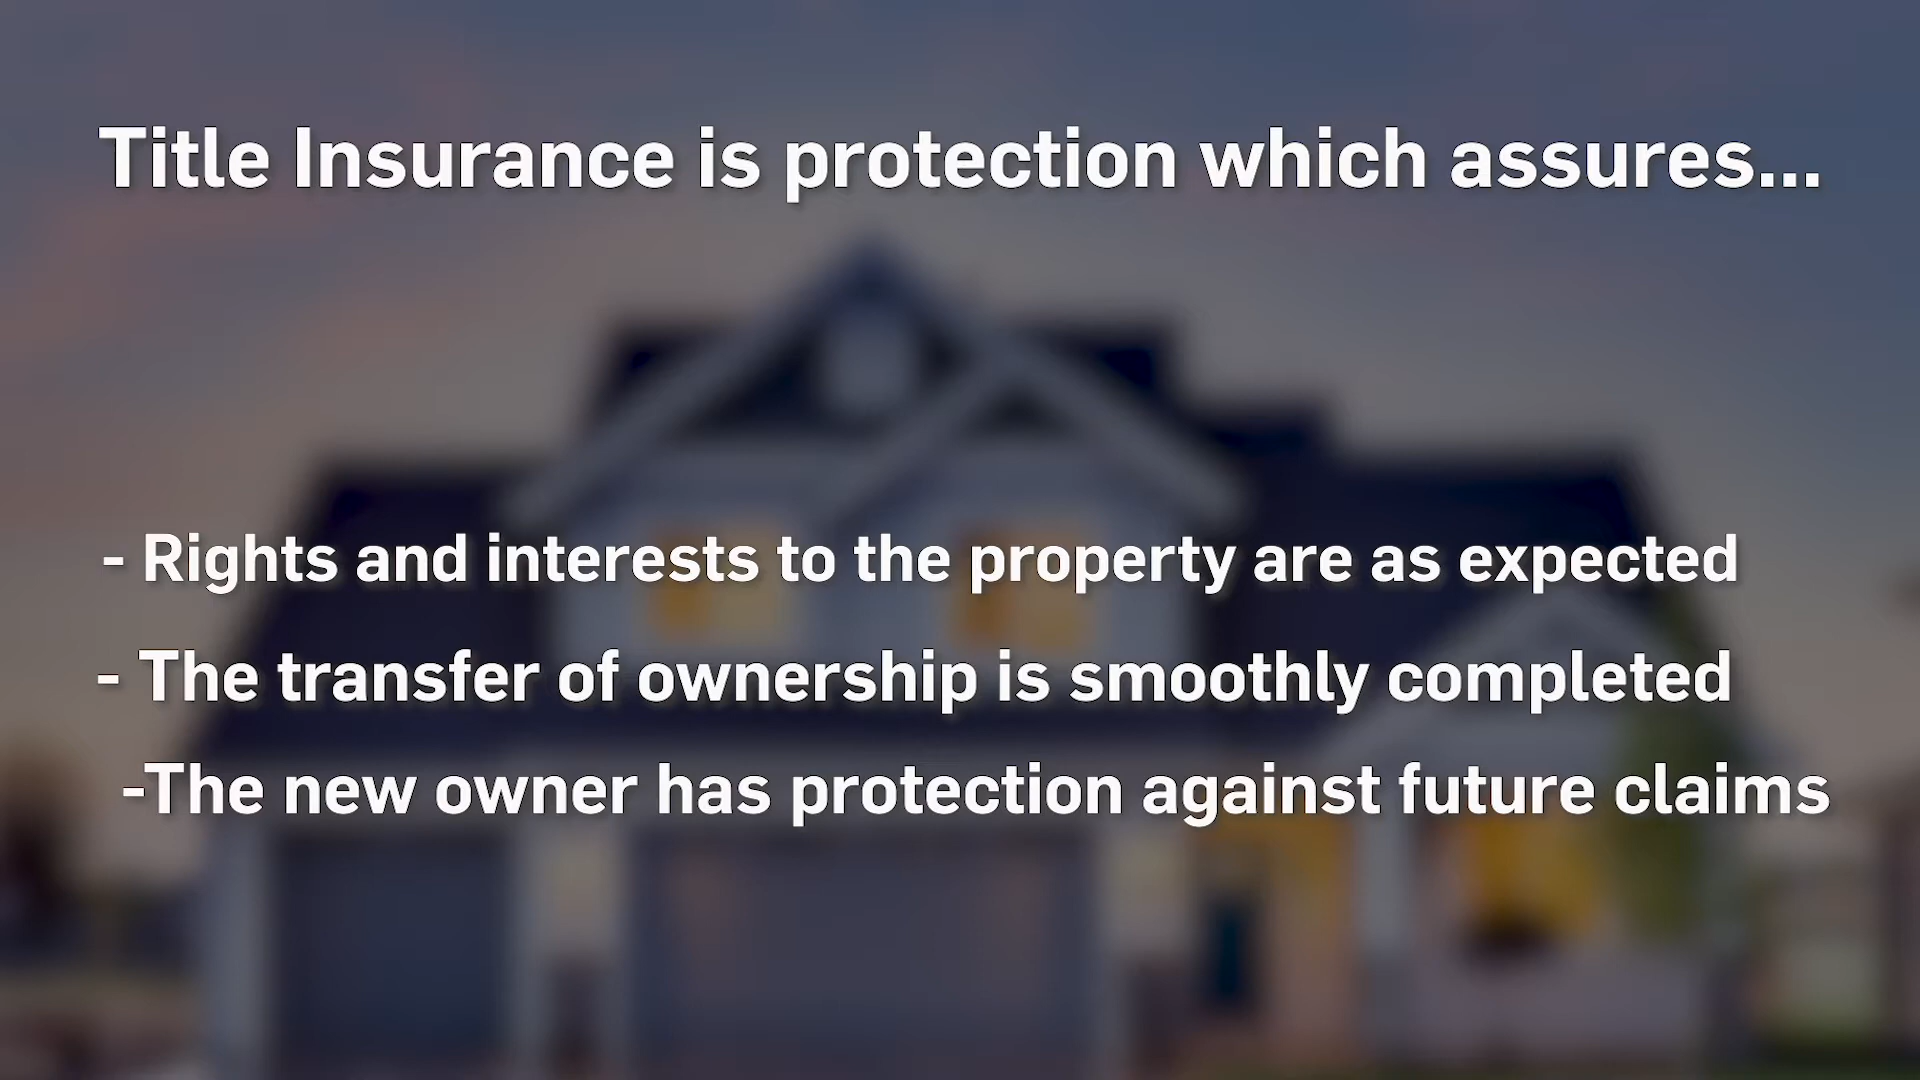 Title Insurance is protection which assures...
- Rights and interests to the property are as expected
- The transfer of ownership is smoothly completed
-The new owner has protection against future claims